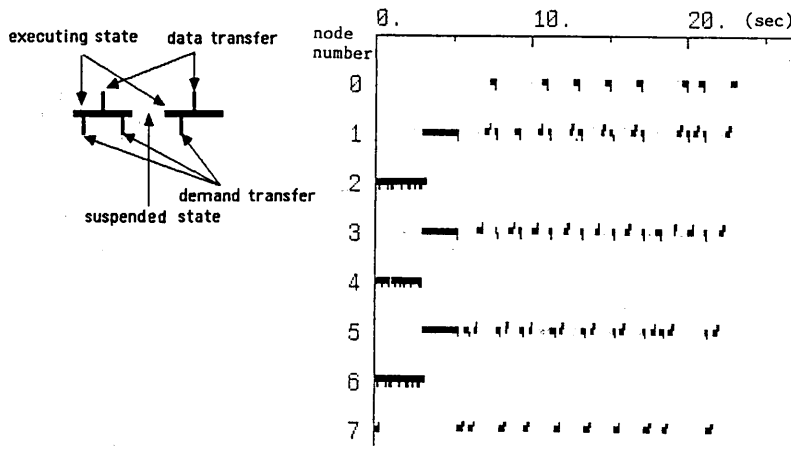 executing state
data transfer
demand transfer
suspended state
node
number
0. 10. 20. (sec)
0
1
2
3
4
5
6
7